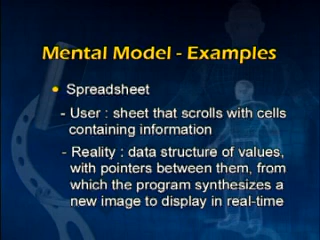 Mental Model - Examples
• Spreadsheet
- User : sheet that scrolls with cells
containing information
- Reality : data structure of values,
with pointers between them, from
which the program synthesizes a
new image to display in real-time